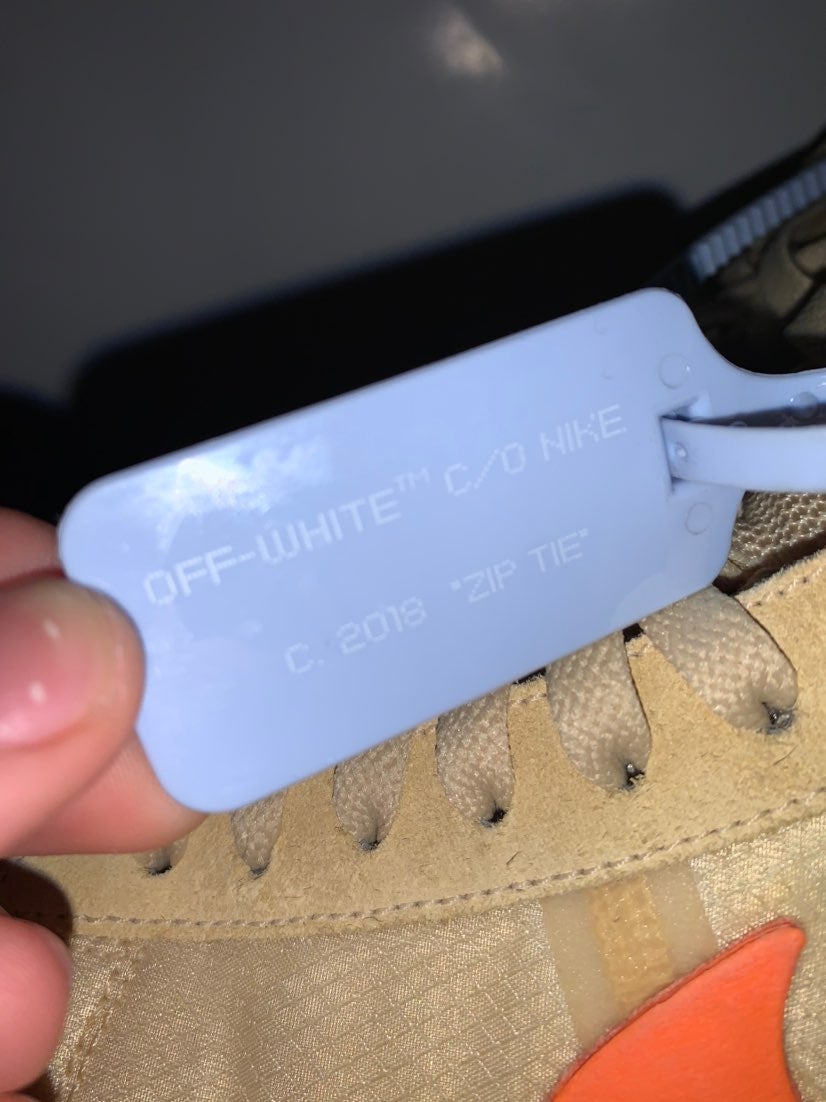 OFF-WHITE™ C/O NIKE
C. 2018 "ZIP TIE"